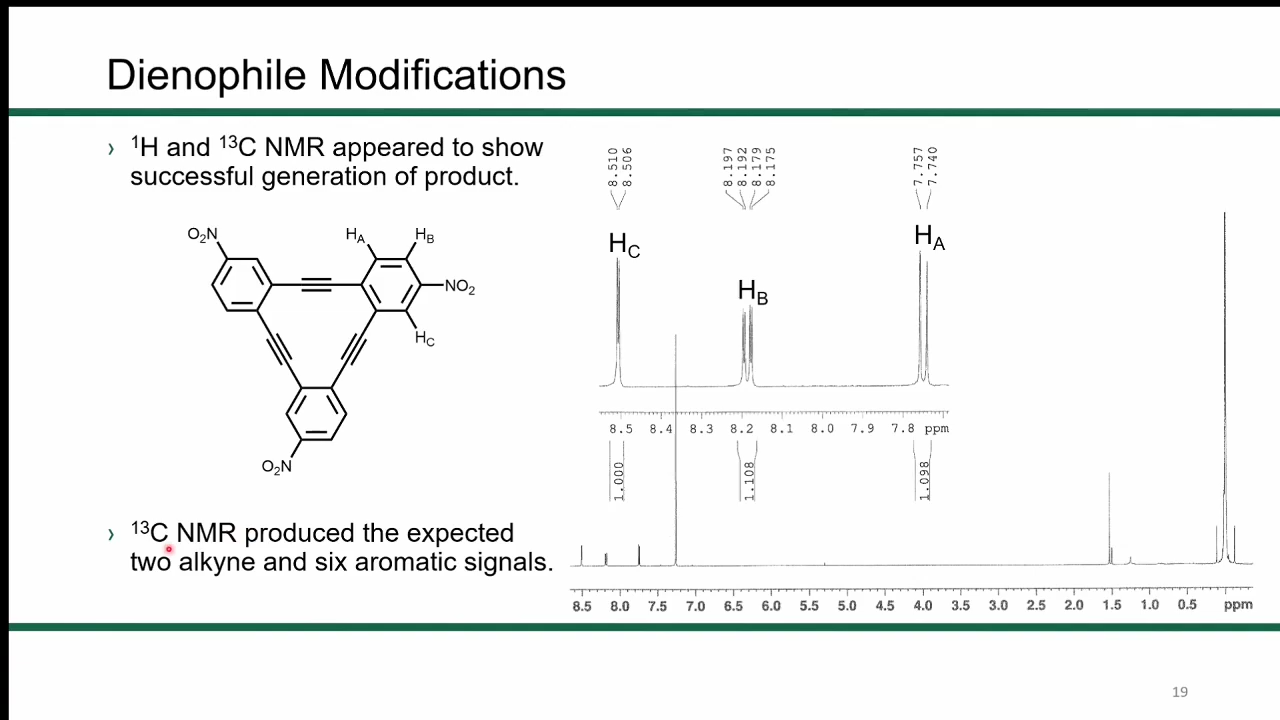 Dienophile Modifications
› ¹H and ¹³C NMR appeared to show
successful generation of product.
O₂N
H_A
H_B
NO₂
H_C
O₂N
› ¹³C NMR produced the expected
two alkyne and six aromatic signals.
8.510
8.506
8.197
8.192
8.179
8.175
7.757
7.740
H_C
H_B
H_A
8.5 8.4 8.3 8.2 8.1 8.0 7.9 7.8 ppm
1.000
1.108
1.098
8.5 8.0 7.5 7.0 6.5 6.0 5.5 5.0 4.5 4.0 3.5 3.0 2.5 2.0 1.5 1.0 0.5 ppm
19